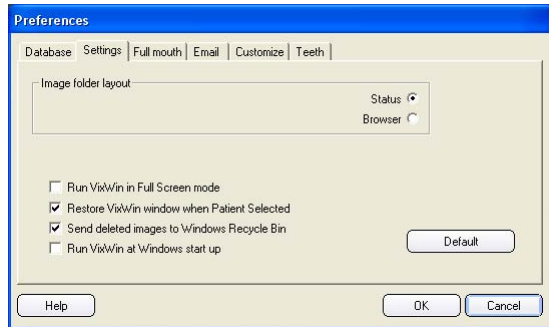 Preferences
Database Settings Full mouth Email Customize Teeth
Image folder layout
Status
Browser
Run VixWin in Full Screen mode
Restore VixWin window when Patient Selected
Send deleted images to Windows Recycle Bin
Run VixWin at Windows start up
Default
Help OK Cancel